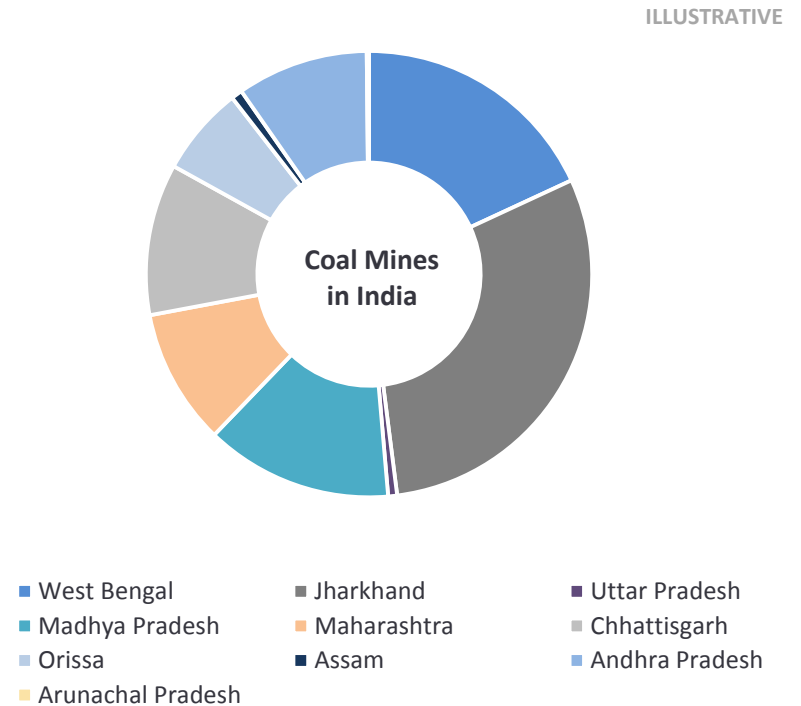 ILLUSTRATIVE
Coal Mines
in India
West Bengal
Jharkhand
Uttar Pradesh
Madhya Pradesh
Maharashtra
Chhattisgarh
Orissa
Assam
Andhra Pradesh
Arunachal Pradesh